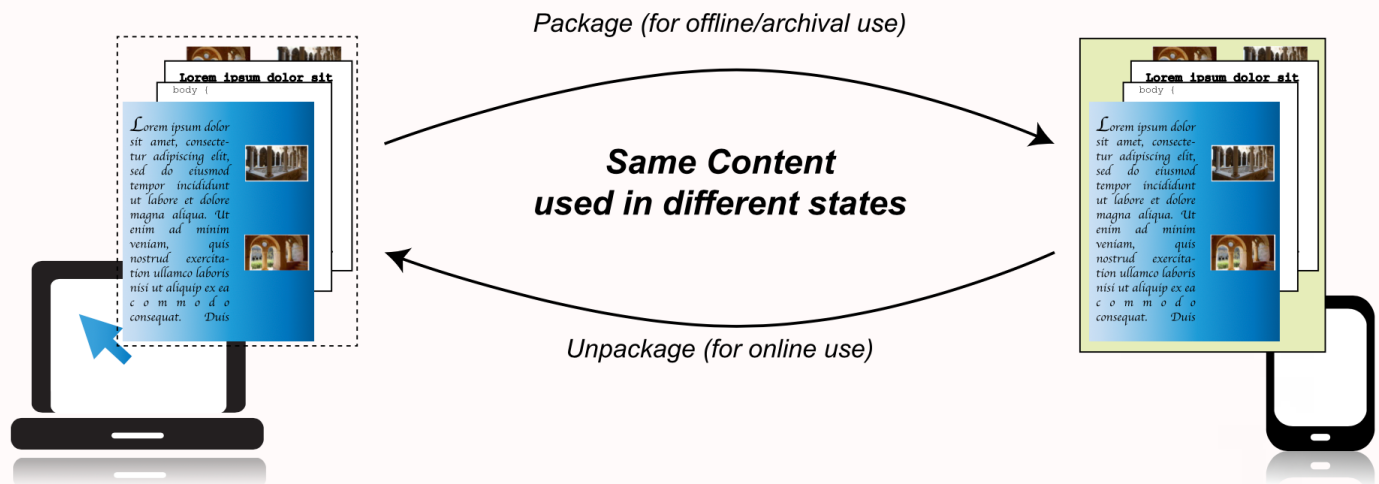 Package (for offline/archival use)
Lorem ipsum dolor sit
body {
Lorem ipsum dolor
sit amet, consecte-
tur adipiscing elit,
sed do eiusmod
tempor incididunt
ut labore et dolore
magna aliqua. Ut
enim ad minim
veniam, quis
nostrud exercita-
tion ullamco laboris
nisi ut aliquip ex ea
c o m m o d o
consequat. Duis
Same Content
used in different states
Unpackage (for online use)
Lorem ipsum dolor sit
body {
Lorem ipsum dolor
sit amet, consecte-
tur adipiscing elit,
sed do eiusmod
tempor incididunt
ut labore et dolore
magna aliqua. Ut
enim ad minim
veniam, quis
nostrud exercita-
tion ullamco laboris
nisi ut aliquip ex ea
c o m m o d o
consequat. Duis